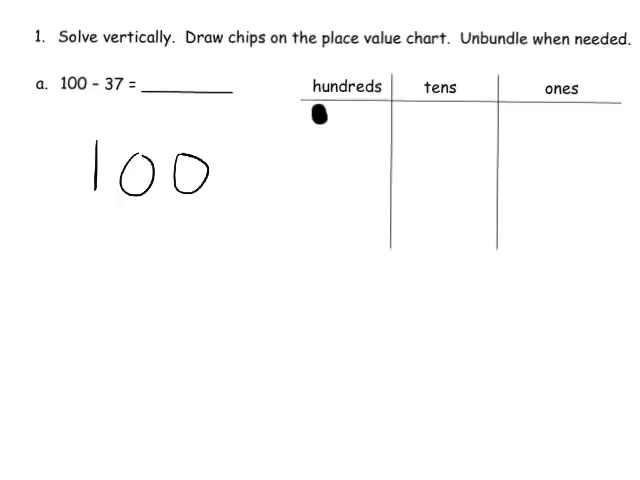 1. Solve vertically. Draw chips on the place value chart. Unbundle when needed.
a. 100 - 37 = __________
hundreds tens ones
100